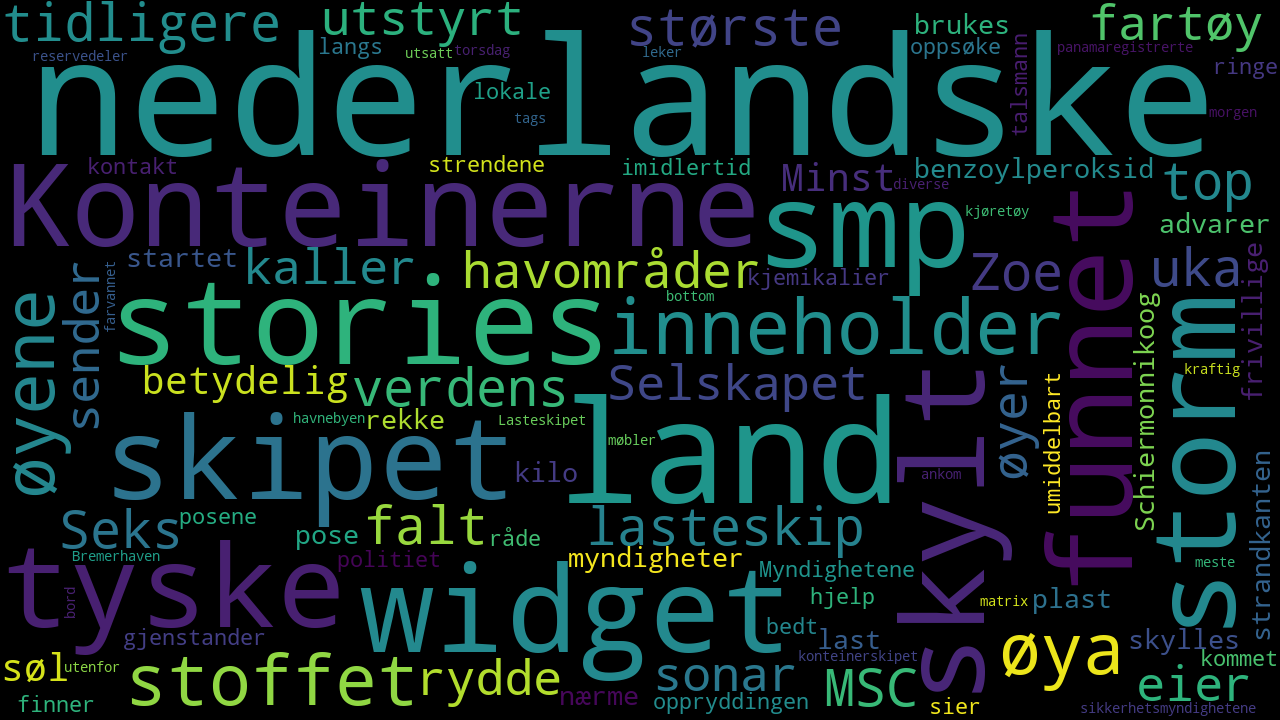 tidligere
utstyrt
største
brukes
fartøy
reservedeler
langs
utsatt
torsdag
leker
oppsøke
talsmann
panamaregistrerte
ringe
nederlandske
lokale
tags
morgen
kontakt
strendene
imidlertid
Minst
diverse
benzoylperoksid
top
Konteinerne
smp
kjøretøy
funnet
advarer
startet
kaller
havområder
kjemikalier
Zoe
uka
frivillige
øyene
sender
farvannet
stories
bottom
inneholder
Schiermonnikoog
storm
betydelig
verdens
Selskapet
skylt
øyer
umiddelbart
kraftig
skipet
havnebyen
rekke
Lasteskipet
møbler
land
kilo
ankom
strandkanten
Seks
posene
pose
falt
råde
lasteskip
Bremerhaven
politiet
myndigheter
Myndighetene
meste
tyske
bord
widget
hjelp
matrix
plast
gjenstander
bedt
last
øya
skylles
søl
utenfor
stoffet
rydde
sonar
konteinerskipet
kommet
finner
nærme
oppryddingen
MSC
sier
eier
sikkerhetsmyndighetene